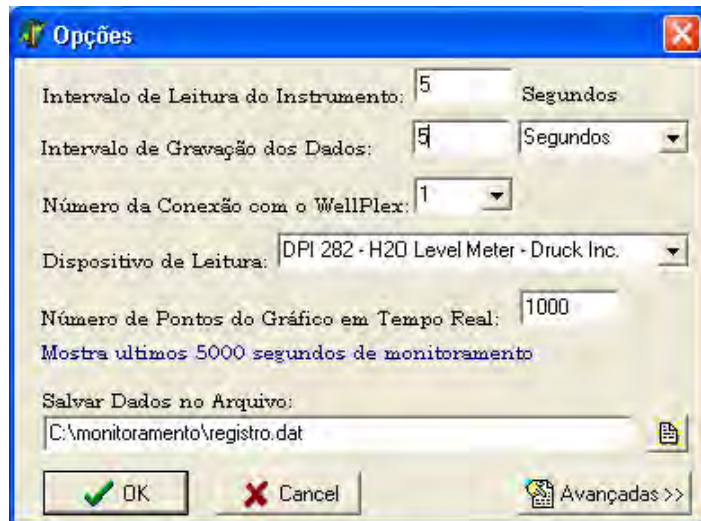 Opções
Intervalo de Leitura do Instrumento: 5 Segundos
Intervalo de Gravação dos Dados: 5 Segundos
Número da Conexão com o WellPlex: 1
Dispositivo de Leitura: DPI 282 - H2O Level Meter - Druck Inc.
Número de Pontos do Gráfico em Tempo Real: 1000
Mostra ultimos 5000 segundos de monitoramento
Salvar Dados no Arquivo:
C:\monitoramento\registro.dat
OK Cancel Avançadas >>